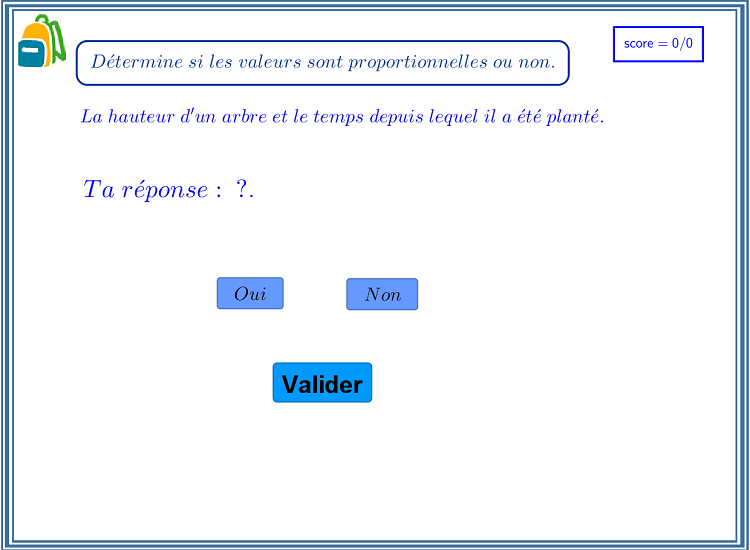 Détermine si les valeurs sont proportionnelles ou non.
score = 0/0
La hauteur d'un arbre et le temps depuis lequel il a été planté.
Ta réponse : ?.
Oui
Non
Valider